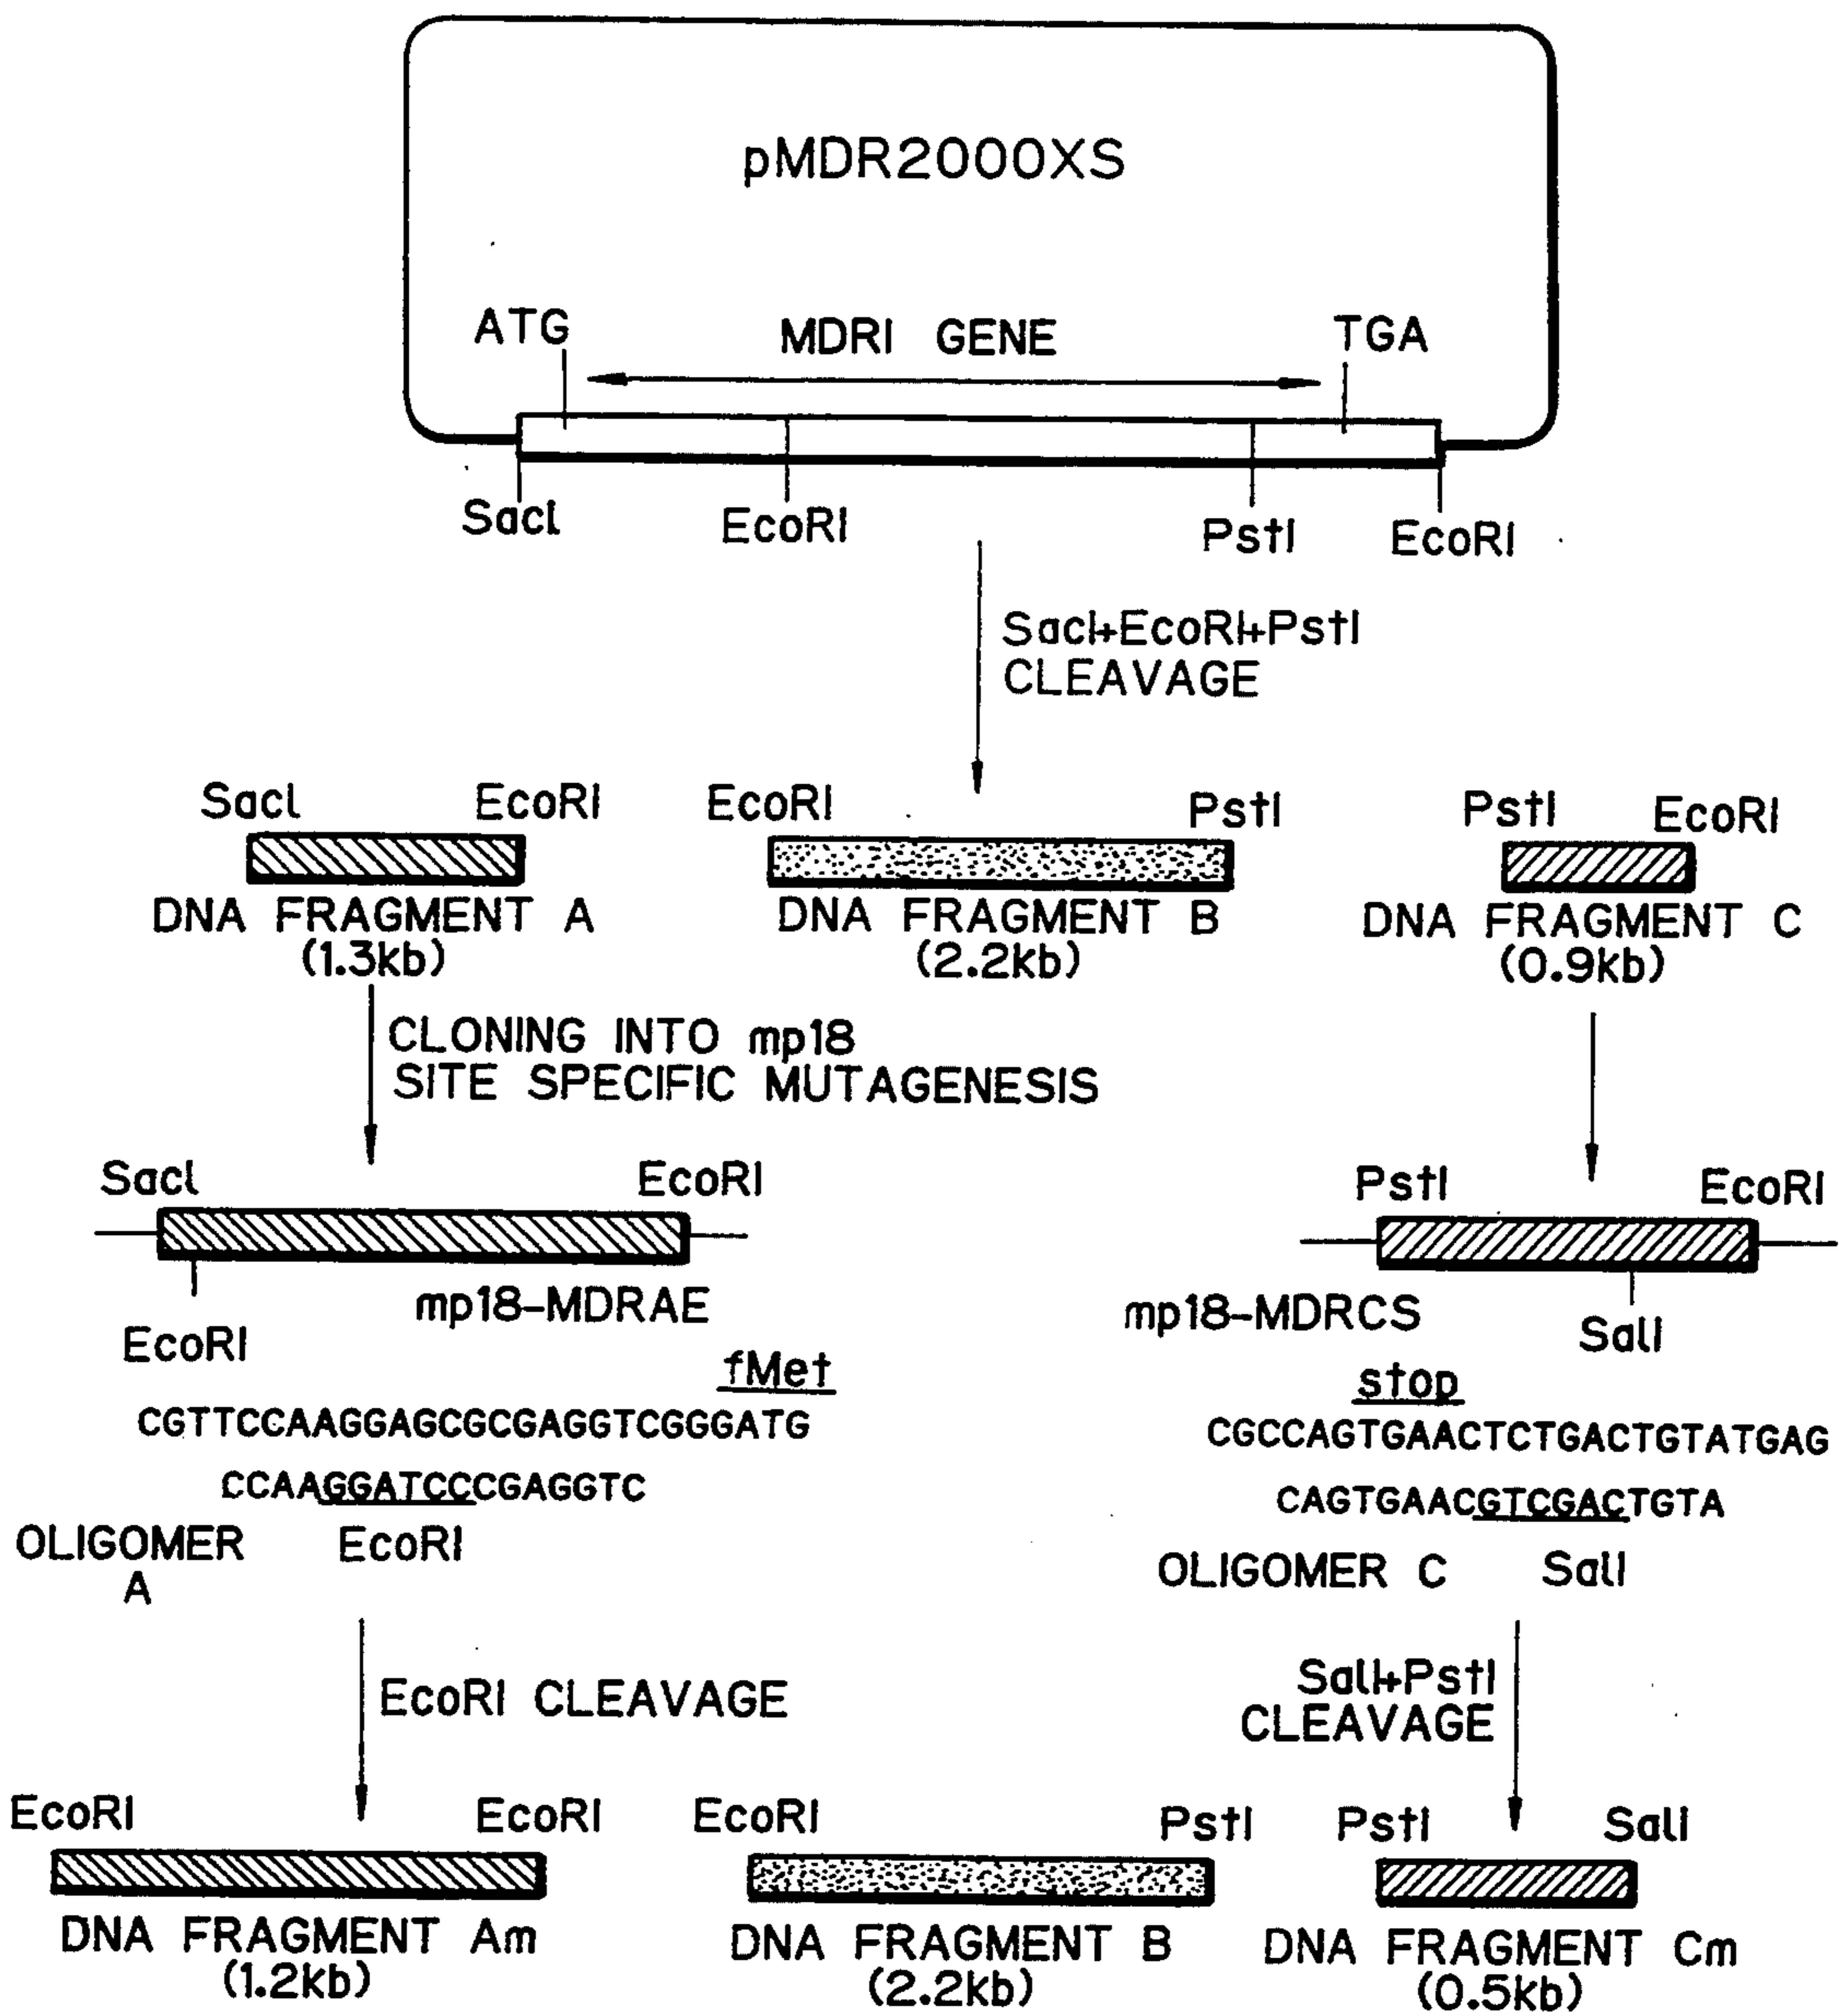 pMDR2000XS
ATG
MDRI GENE
TGA
SacI
EcoRI
PstI
EcoRI
SacI+EcoRI+PstI
CLEAVAGE
SacI
EcoRI
EcoRI
PstI
PstI
EcoRI
DNA FRAGMENT A
(1.3kb)
DNA FRAGMENT B
(2.2kb)
DNA FRAGMENT C
(0.9kb)
CLONING INTO mp18
SITE SPECIFIC MUTAGENESIS
SacI
EcoRI
PstI
EcoRI
mp18-MDRAE
EcoRI
mp18-MDRCS
SalI
fMet
CGTTCCAAGGAGCGCGAGGTCGGGATG
CCAAGGATCCCGAGGTC
OLIGOMER
A
EcoRI
stop
CGCCAGTGAACTCTGACTGTATGAG
CAGTGAACGTCGACTGTA
OLIGOMER C
SalI
EcoRI CLEAVAGE
SalI+PstI
CLEAVAGE
EcoRI
EcoRI
EcoRI
PstI
PstI
SalI
DNA FRAGMENT Am
(1.2kb)
DNA FRAGMENT B
(2.2kb)
DNA FRAGMENT Cm
(0.5kb)